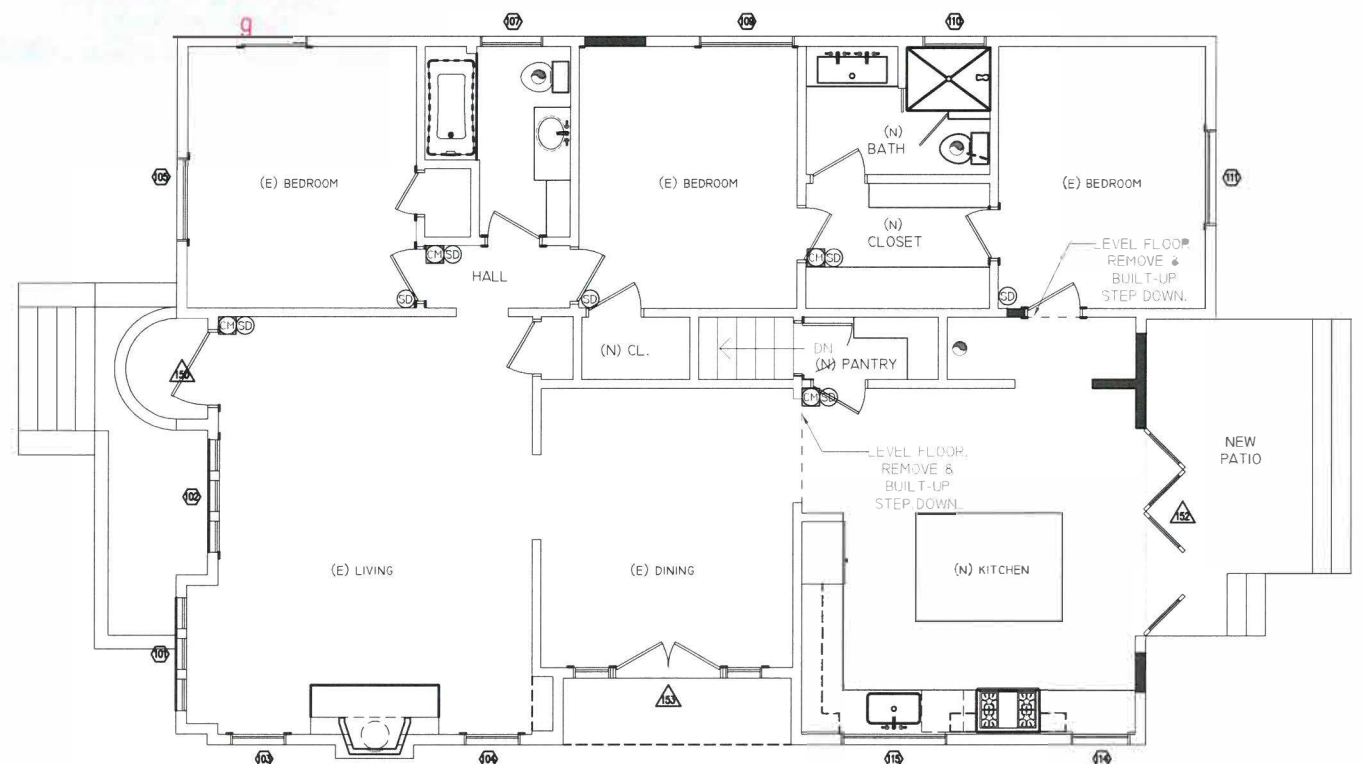 g
107
109
110
(N)
BATH
105
(E) BEDROOM
(E) BEDROOM
(E) BEDROOM
111
(N)
CLOSET
LEVEL FLOOR.
REMOVE &
BUILT-UP
STEP DOWN.
CM SD
HALL
CM SD
SD
SD
SD
CM SD
150
(N) CL.
DN
(N) PANTRY
CM SD
NEW
PATIO
LEVEL FLOOR.
REMOVE &
BUILT-UP
STEP DOWN.
102
152
(E) LIVING
(E) DINING
(N) KITCHEN
101
153
103
104
115
114